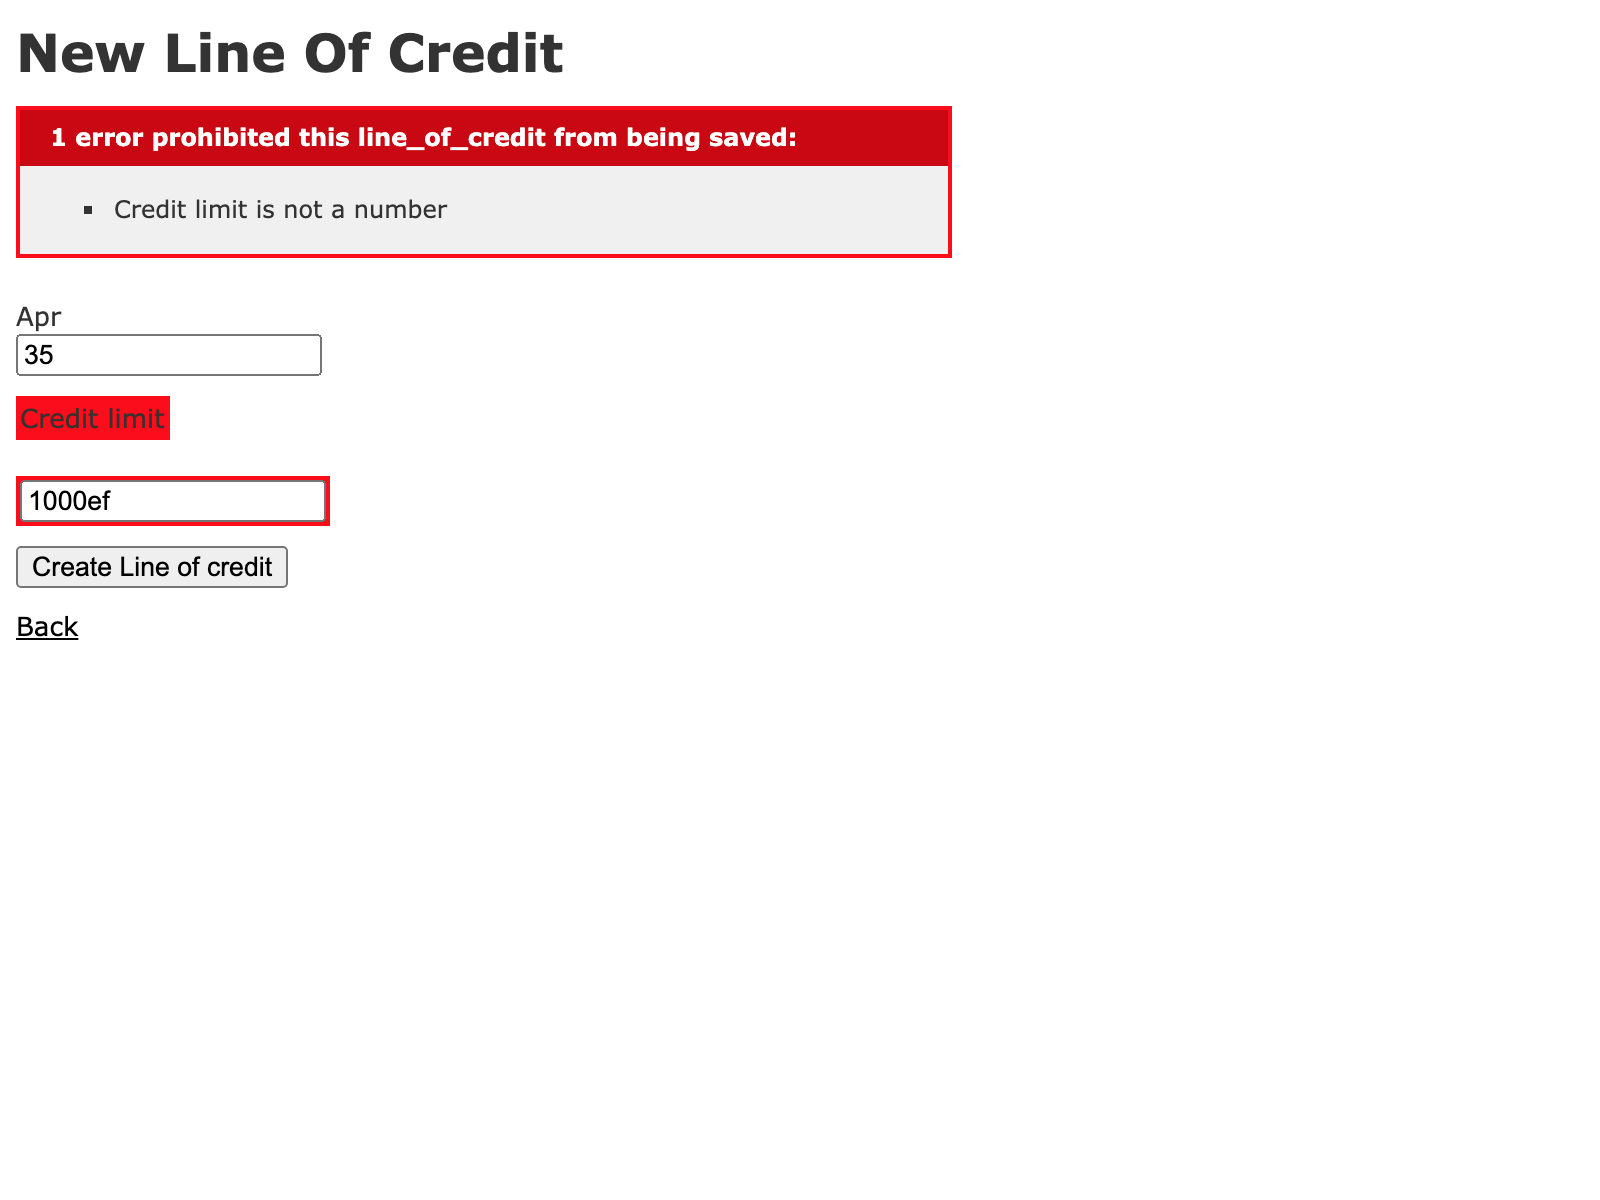 New Line Of Credit
1 error prohibited this line_of_credit from being saved:
Credit limit is not a number
Apr
35
Credit limit
1000ef
Create Line of credit
Back